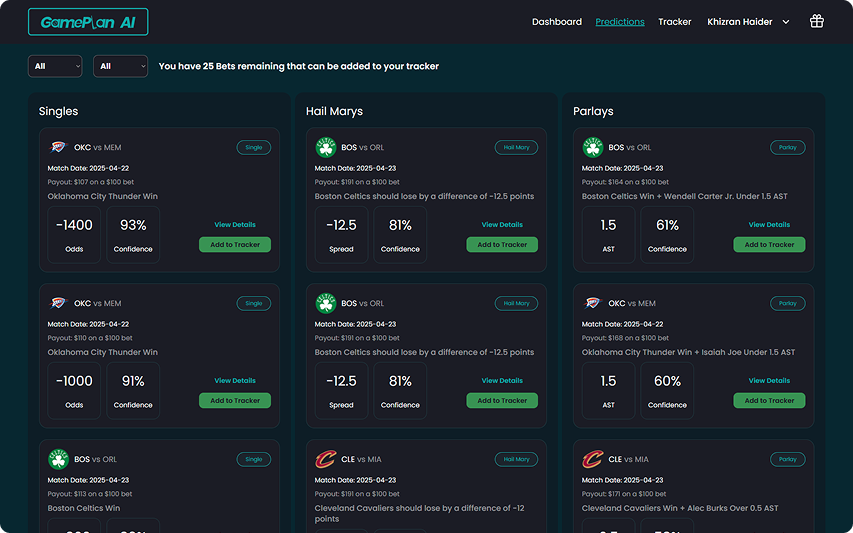 GamePlan AI
Dashboard Predictions Tracker Khizran Haider
All All You have 25 Bets remaining that can be added to your tracker
Singles
OKC vs MEM Single
Match Date: 2025-04-22
Payout: $107 on a $100 bet
Oklahoma City Thunder Win
-1400 93% View Details
Odds Confidence Add to Tracker
OKC vs MEM Single
Match Date: 2025-04-22
Payout: $110 on a $100 bet
Oklahoma City Thunder Win
-1000 91% View Details
Odds Confidence Add to Tracker
BOS vs ORL Single
Match Date: 2025-04-23
Payout: $113 on a $100 bet
Boston Celtics Win
Hail Marys
BOS vs ORL Hail Mary
Match Date: 2025-04-23
Payout: $191 on a $100 bet
Boston Celtics should lose by a difference of -12.5 points
-12.5 81% View Details
Spread Confidence Add to Tracker
BOS vs ORL Hail Mary
Match Date: 2025-04-23
Payout: $191 on a $100 bet
Boston Celtics should lose by a difference of -12.5 points
-12.5 81% View Details
Spread Confidence Add to Tracker
CLE vs MIA Hail Mary
Match Date: 2025-04-23
Payout: $191 on a $100 bet
Cleveland Cavaliers should lose by a difference of -12
points
Parlays
BOS vs ORL Parlay
Match Date: 2025-04-23
Payout: $164 on a $100 bet
Boston Celtics Win + Wendell Carter Jr. Under 1.5 AST
1.5 61% View Details
AST Confidence Add to Tracker
OKC vs MEM Parlay
Match Date: 2025-04-22
Payout: $168 on a $100 bet
Oklahoma City Thunder Win + Isaiah Joe Under 1.5 AST
1.5 60% View Details
AST Confidence Add to Tracker
CLE vs MIA Parlay
Match Date: 2025-04-23
Payout: $171 on a $100 bet
Cleveland Cavaliers Win + Alec Burks Over 0.5 AST